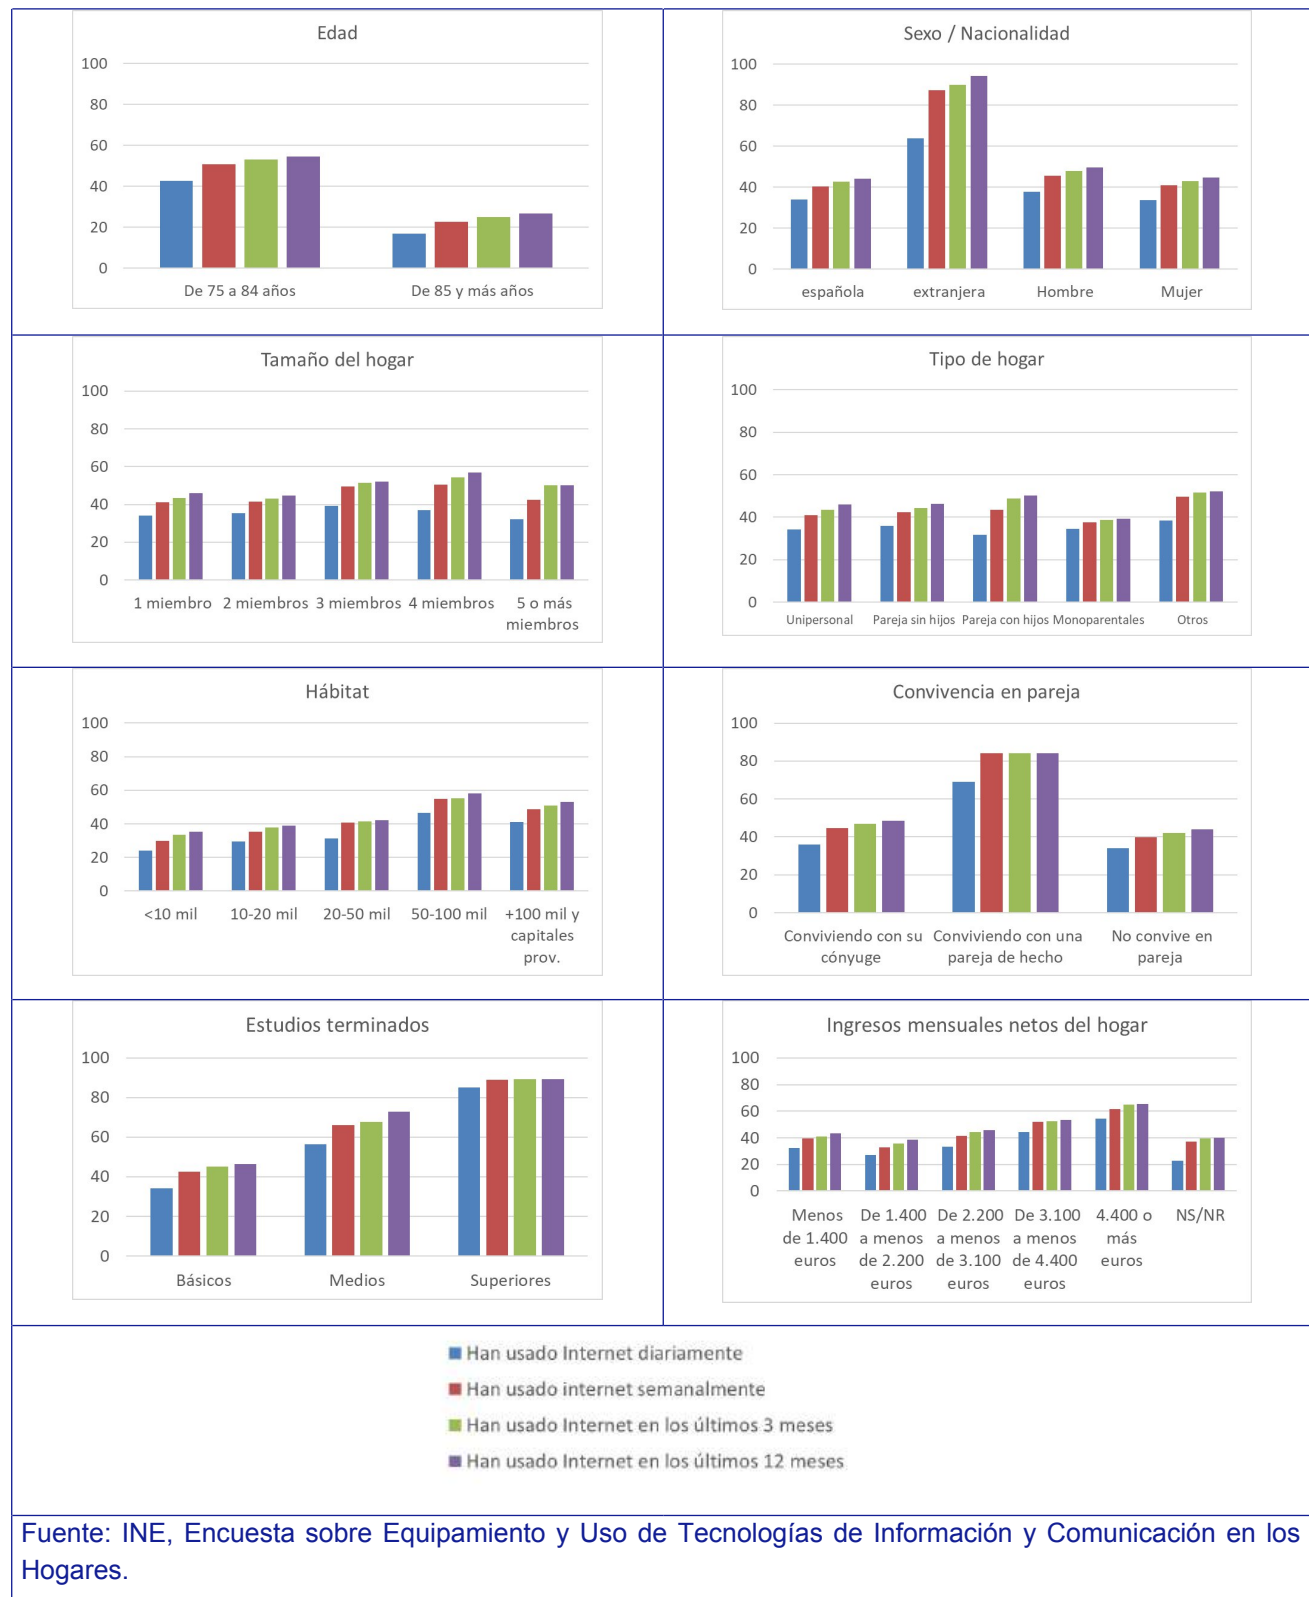 Edad
100
80
60
40
20
0
De 75 a 84 años De 85 y más años
Sexo / Nacionalidad
100
80
60
40
20
0
española extranjera Hombre Mujer
Tamaño del hogar
100
80
60
40
20
0
1 miembro 2 miembros 3 miembros 4 miembros 5 o más
miembros
Tipo de hogar
100
80
60
40
20
0
Unipersonal Pareja sin hijos Pareja con hijos Monoparentales Otros
Hábitat
100
80
60
40
20
0
<10 mil 10-20 mil 20-50 mil 50-100 mil +100 mil y
capitales
prov.
Convivencia en pareja
100
80
60
40
20
0
Conviviendo con su Conviviendo con una No convive en
cónyuge pareja de hecho pareja
Estudios terminados
100
80
60
40
20
0
Básicos Medios Superiores
Ingresos mensuales netos del hogar
100
80
60
40
20
0
Menos De 1.400 De 2.200 De 3.100 4.400 o NS/NR
de 1.400 a menos a menos a menos más
euros de 2.200 de 3.100 de 4.400 euros
euros euros euros
Han usado Internet diariamente
Han usado internet semanalmente
Han usado Internet en los últimos 3 meses
Han usado Internet en los últimos 12 meses
Fuente: INE, Encuesta sobre Equipamiento y Uso de Tecnologías de Información y Comunicación en los
Hogares.